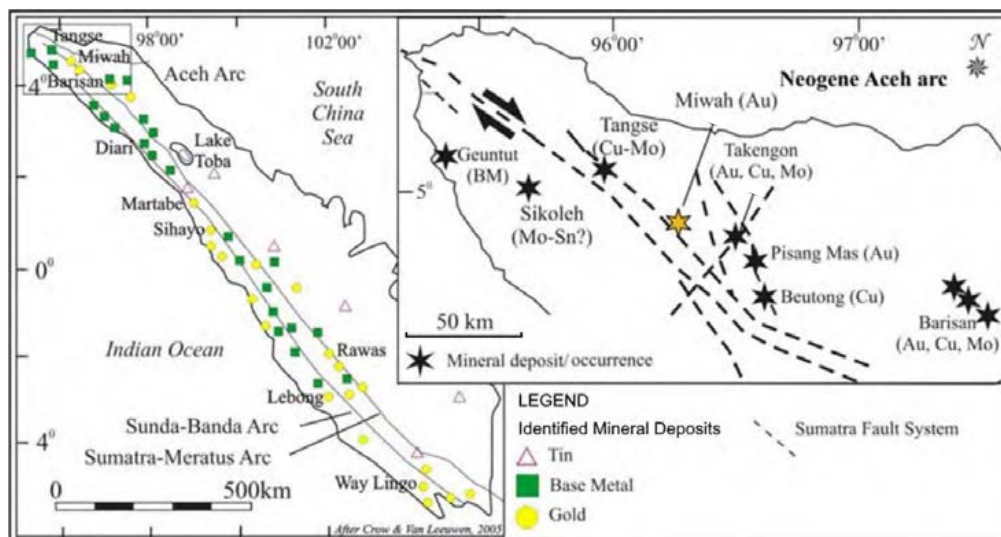 98°00'
102°00'
Tangse
Miwah
Barisan
4°
Aceh Arc
South
China
Sea
Lake
Toba
Diari
Martabe
Sihayo
0°
Indian Ocean
Rawas
Lebong
Sunda-Banda Arc
Sumatra-Meratus Arc
4°
Way Lingo
0
500km
After Crow & Van Leeuwen, 2005
96°00'
97°00'
N
Neogene Aceh arc
Miwah (Au)
Tangse
(Cu-Mo)
Takengon
(Au, Cu, Mo)
Geuntut
(BM)
5°
Sikoleh
(Mo-Sn?)
Pisang Mas (Au)
Beutong (Cu)
Barisan
(Au, Cu, Mo)
50 km
Mineral deposit/occurrence
LEGEND
Identified Mineral Deposits
Tin
Base Metal
Gold
Sumatra Fault System